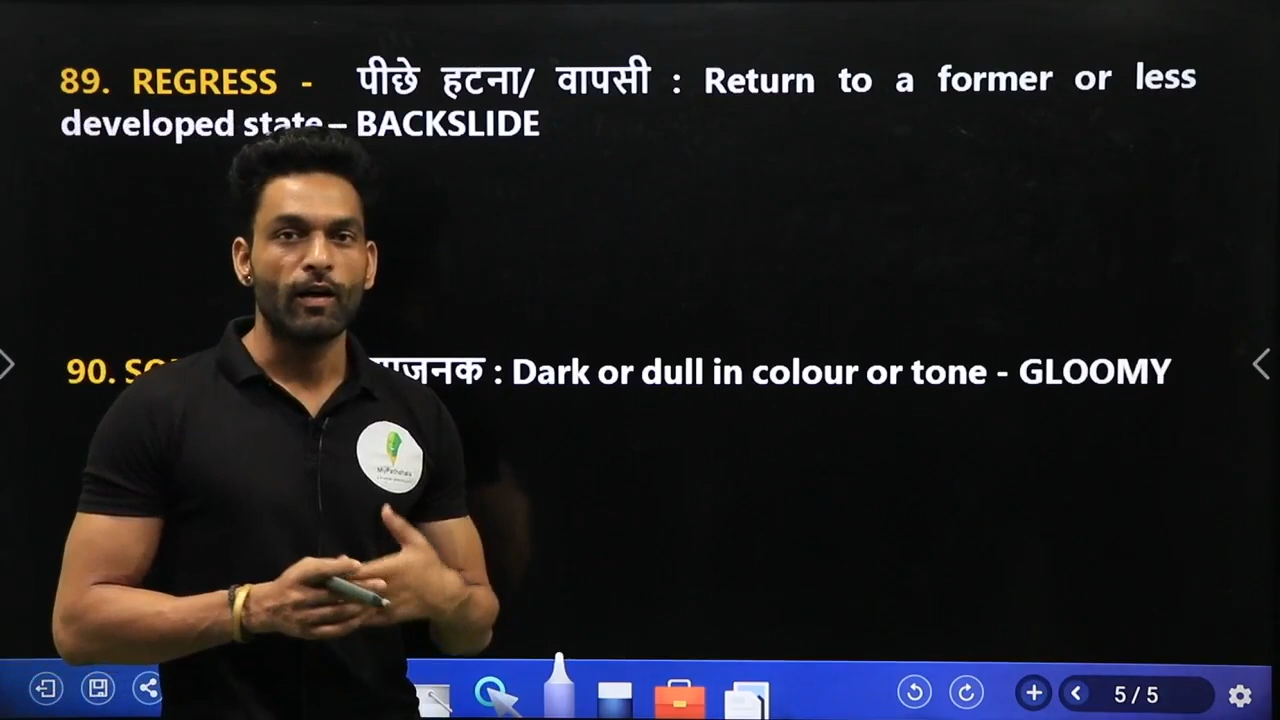 89. REGRESS - पीछे हटना/ वापसी : Return to a former or less
developed state – BACKSLIDE
90. : Dark or dull in colour or tone - GLOOMY
MyPathshala
5 / 5